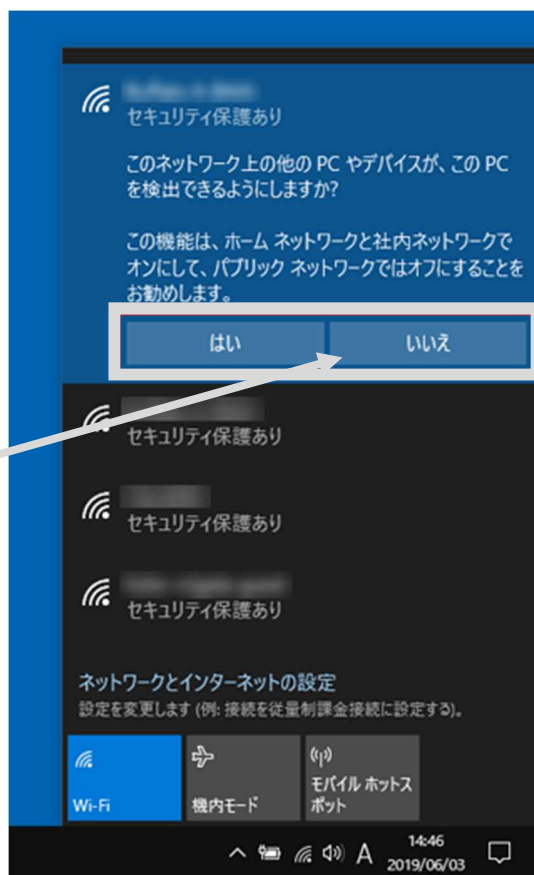 セキュリティ保護あり
このネットワーク上の他の PC やデバイスが、この PC
を検出できるようにしますか?
この機能は、ホーム ネットワークと社内ネットワークで
オンにして、パブリック ネットワークではオフにすることを
お勧めします。
はい いいえ
セキュリティ保護あり
セキュリティ保護あり
セキュリティ保護あり
ネットワークとインターネットの設定
設定を変更します (例: 接続を従量制課金接続に設定する)。
Wi-Fi
機内モード
モバイル ホットス
ポット
A
14:46
2019/06/03